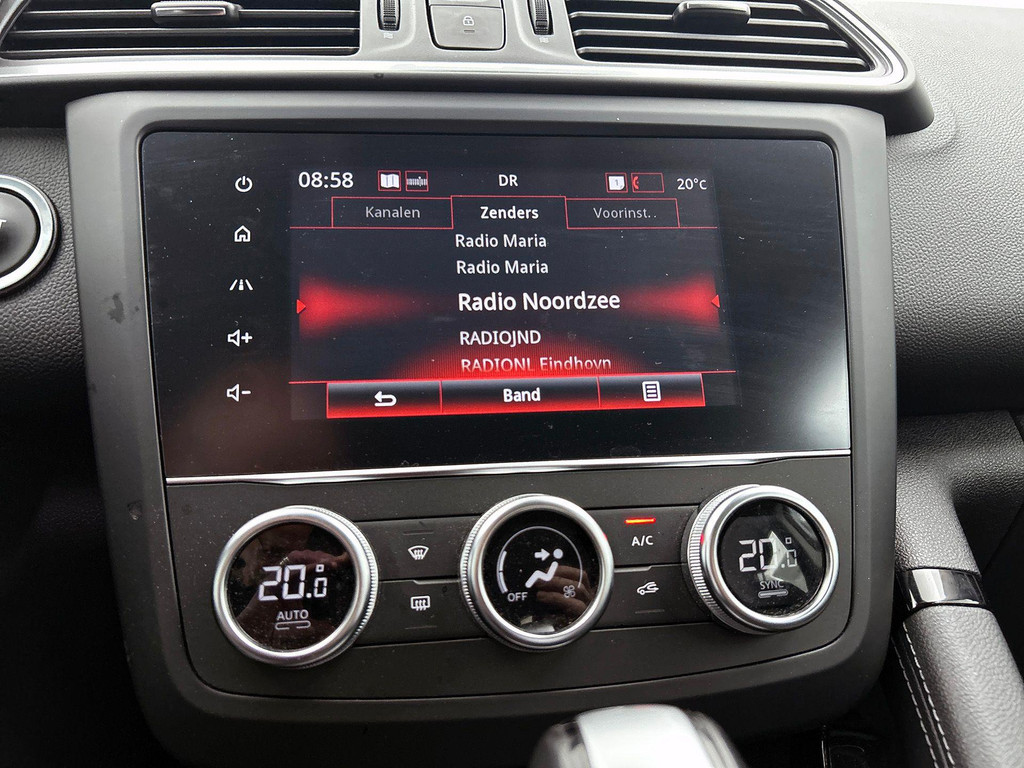 08:58 DR 1 20°C
Kanalen Zenders Voorinst..
Radio Maria
Radio Maria
Radio Noordzee
RADIOJND
RADIONL Eindhovn
Band
A/C
20.0° 20.0°
AUTO OFF SYNC